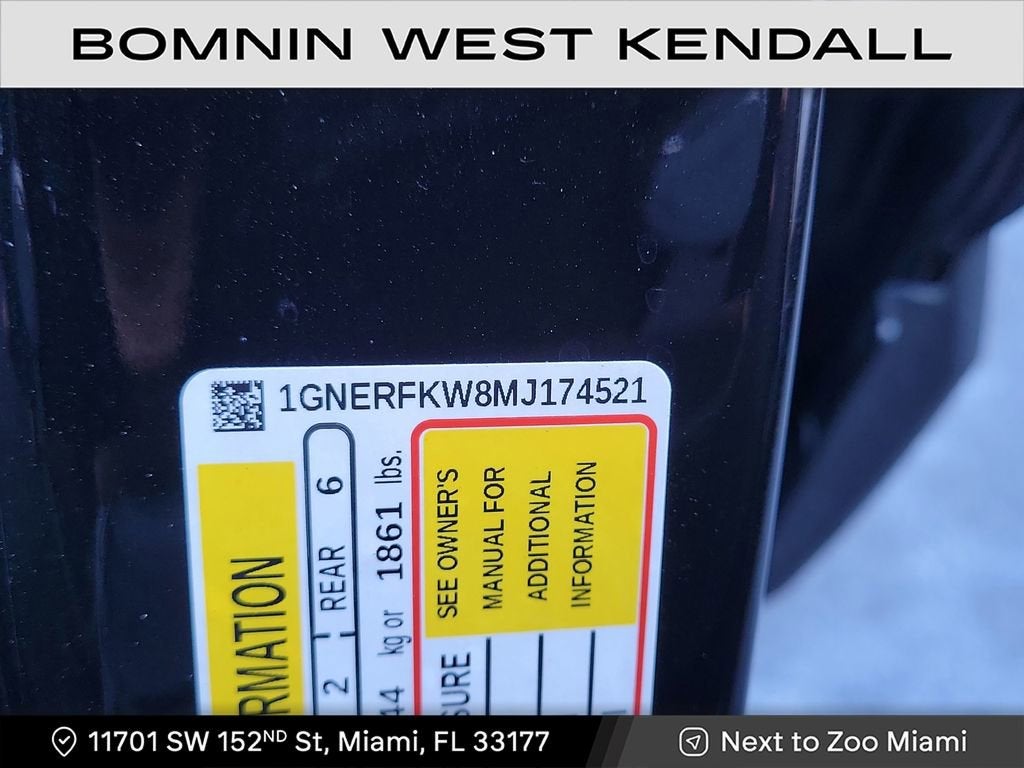 BOMNIN WEST KENDALL
1GNERFKW8MJ174521
RMATION
2 REAR 6
44 kg or 1861 lbs.
SURE
SEE OWNER'S
MANUAL FOR
ADDITIONAL
INFORMATION
11701 SW 152ND St, Miami, FL 33177
Next to Zoo Miami